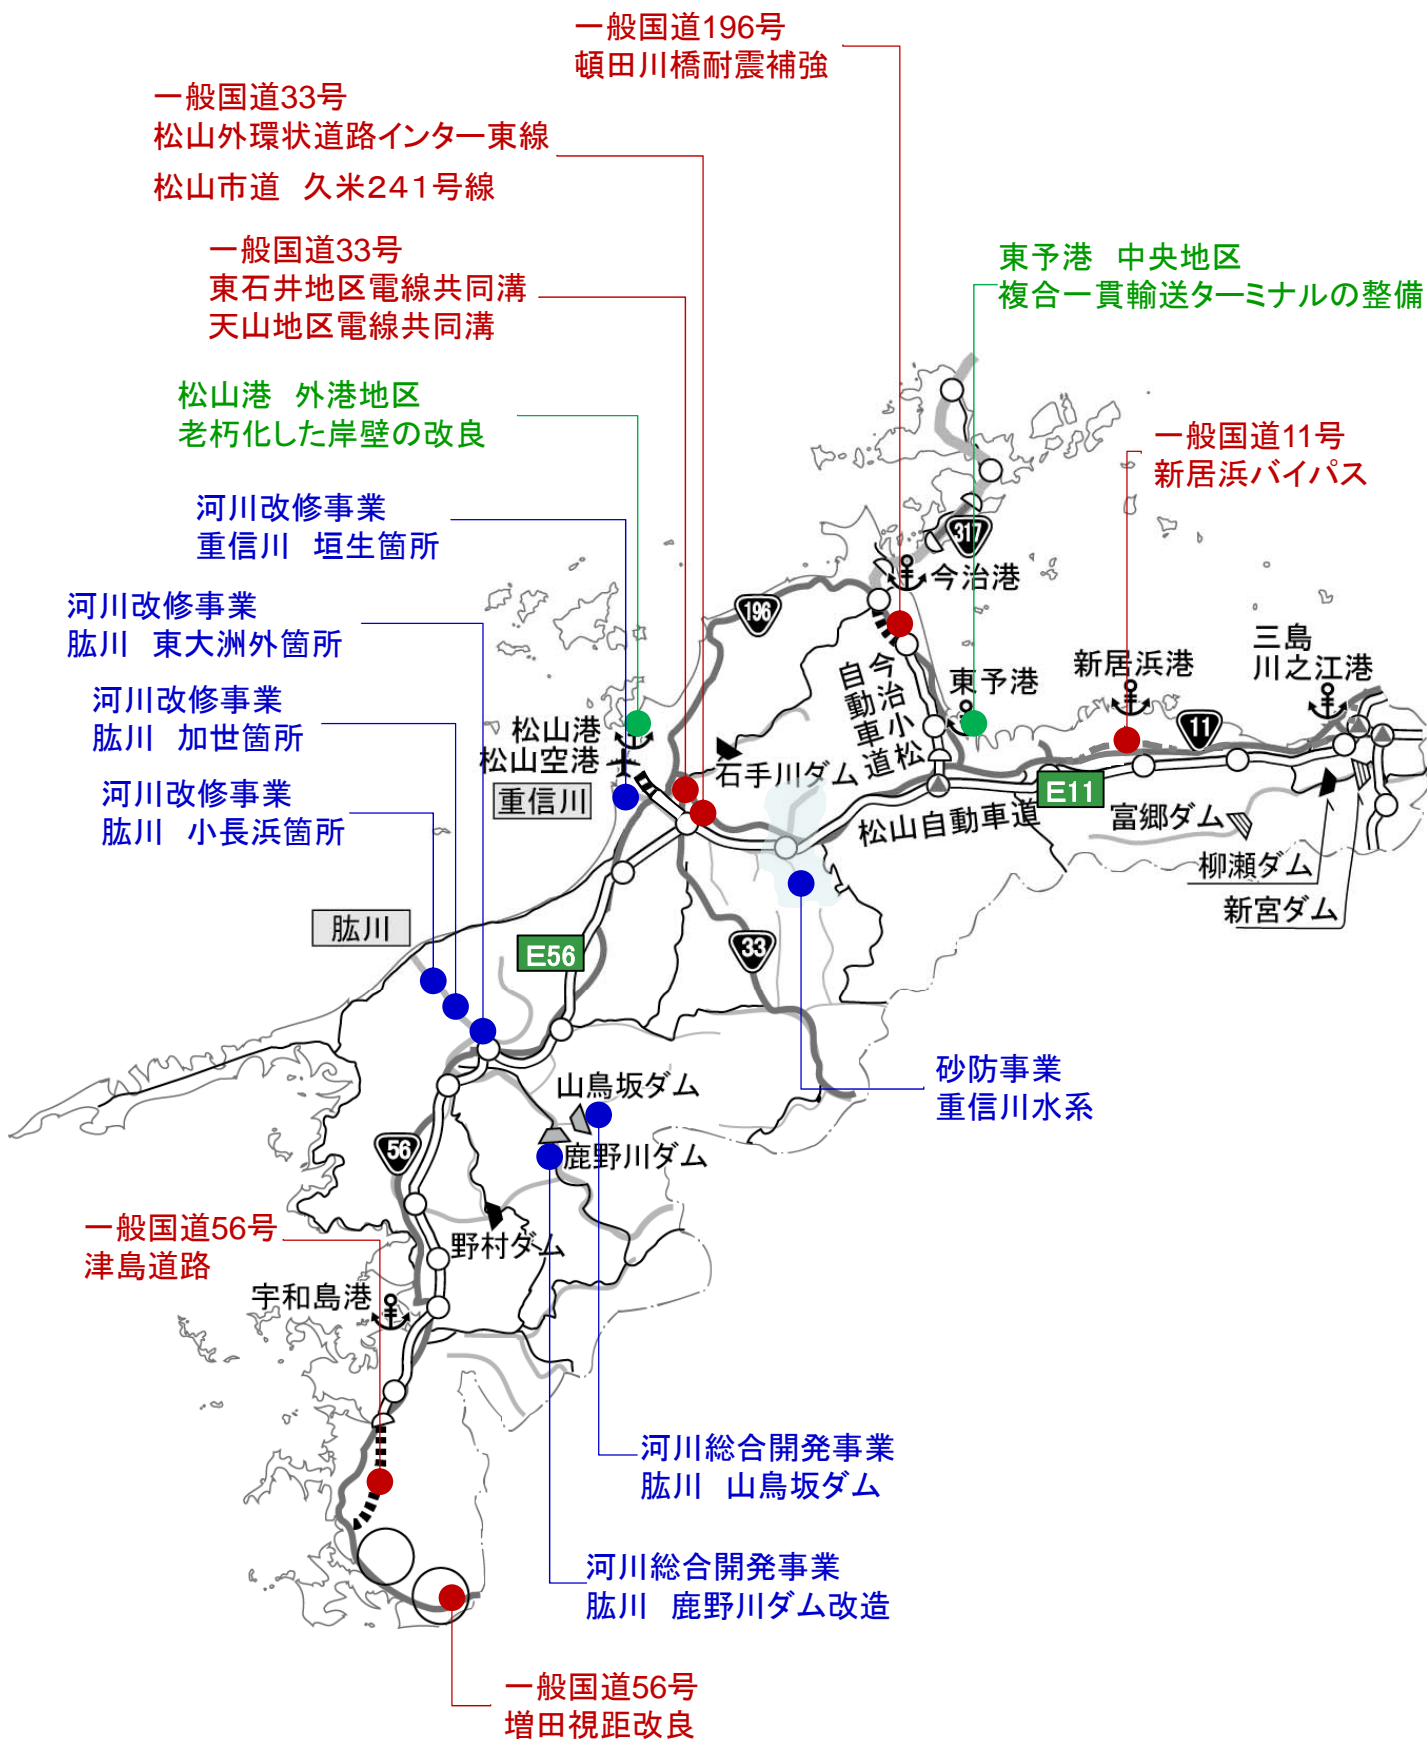 一般国道196号
頓田川橋耐震補強
一般国道33号
松山外環状道路インター東線
松山市道　久米241号線
一般国道33号
東石井地区電線共同溝
天山地区電線共同溝
東予港　中央地区
複合一貫輸送ターミナルの整備
松山港　外港地区
老朽化した岸壁の改良
一般国道11号
新居浜バイパス
河川改修事業
重信川　垣生箇所
317
今治港
河川改修事業
肱川　東大洲外箇所
196
三島
川之江港
新居浜港
東予港
今治小松
自動車道
河川改修事業
肱川　加世箇所
松山港
松山空港
11
石手川ダム
重信川
E11
河川改修事業
肱川　小長浜箇所
松山自動車道
富郷ダム
柳瀬ダム
新宮ダム
肱川
E56
33
砂防事業
重信川水系
山鳥坂ダム
56
鹿野川ダム
一般国道56号
津島道路
野村ダム
宇和島港
河川総合開発事業
肱川　山鳥坂ダム
河川総合開発事業
肱川　鹿野川ダム改造
一般国道56号
増田視距改良